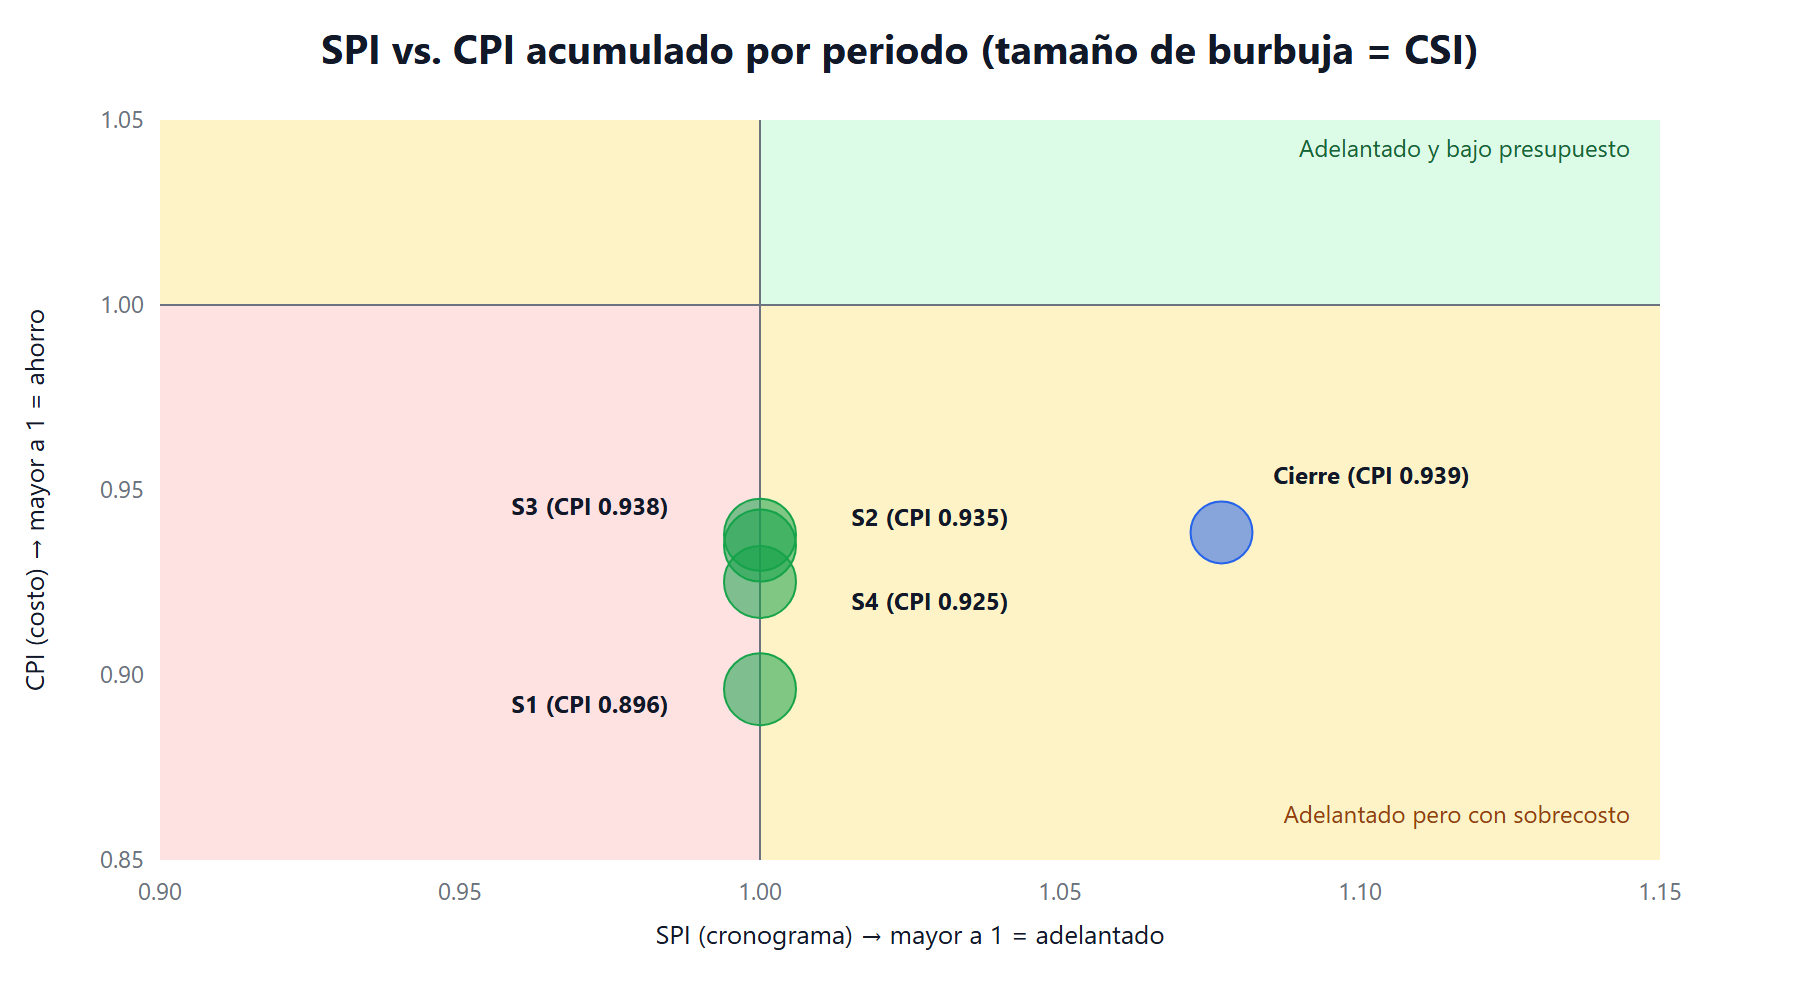 SPI vs. CPI acumulado por periodo (tamaño de burbuja = CSI)
1.05
Adelantado y bajo presupuesto
1.00
CPI (costo) → mayor a 1 = ahorro
0.95
Cierre (CPI 0.939)
S3 (CPI 0.938)
S2 (CPI 0.935)
S4 (CPI 0.925)
0.90
S1 (CPI 0.896)
Adelantado pero con sobrecosto
0.85
0.90 0.95 1.00 1.05 1.10 1.15
SPI (cronograma) → mayor a 1 = adelantado